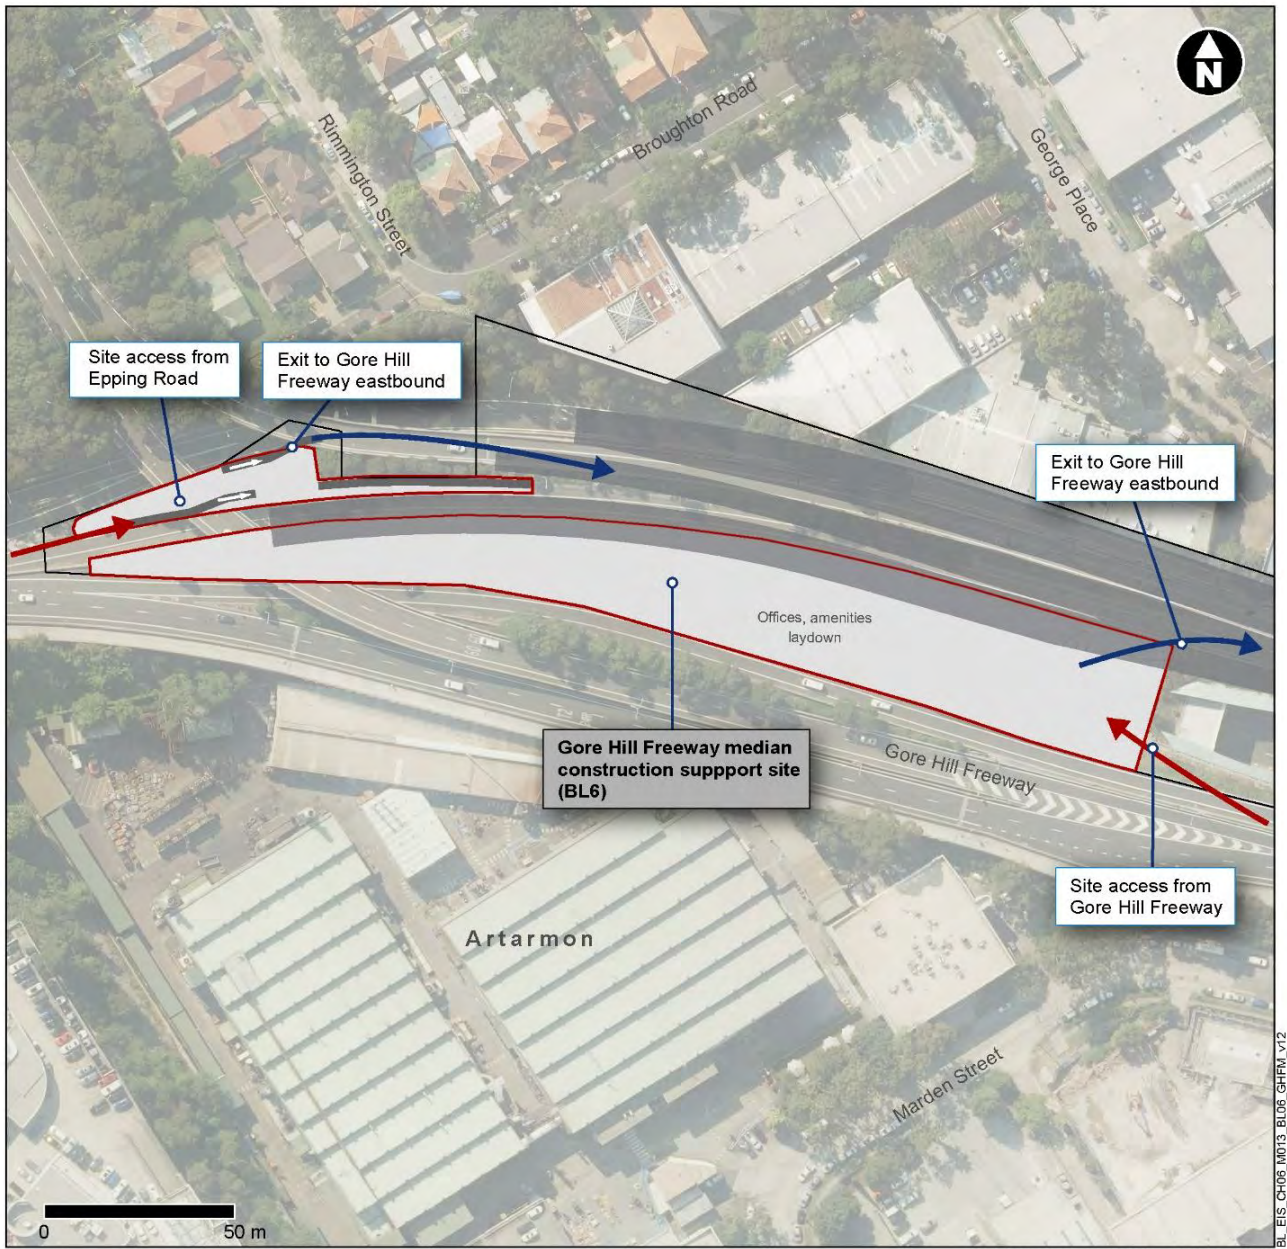 N
Rimmington Street
Broughton Road
George Place
Site access from
Epping Road
Exit to Gore Hill
Freeway eastbound
Exit to Gore Hill
Freeway eastbound
Offices, amenities
laydown
Gore Hill Freeway median
construction suppport site
(BL6)
Gore Hill Freeway
Site access from
Gore Hill Freeway
Artarmon
Marden Street
0 50 m
BL_EIS_CH06_M013_BL06_GHFM_v12